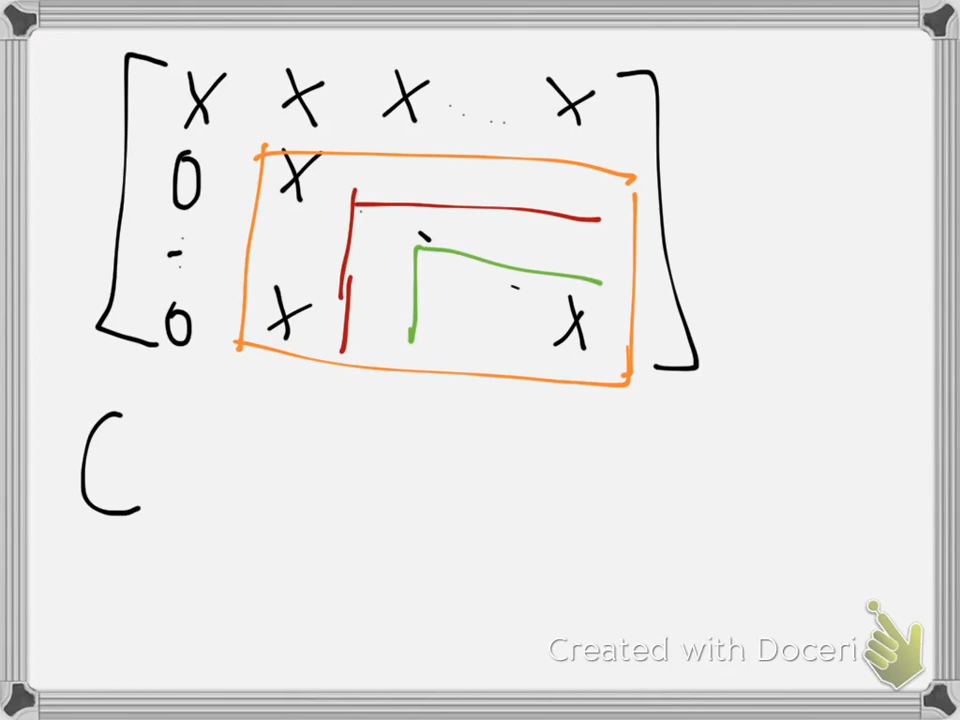 X X X . . . . X
0 X
. - . `
0 X - X
C
Created with Doceri